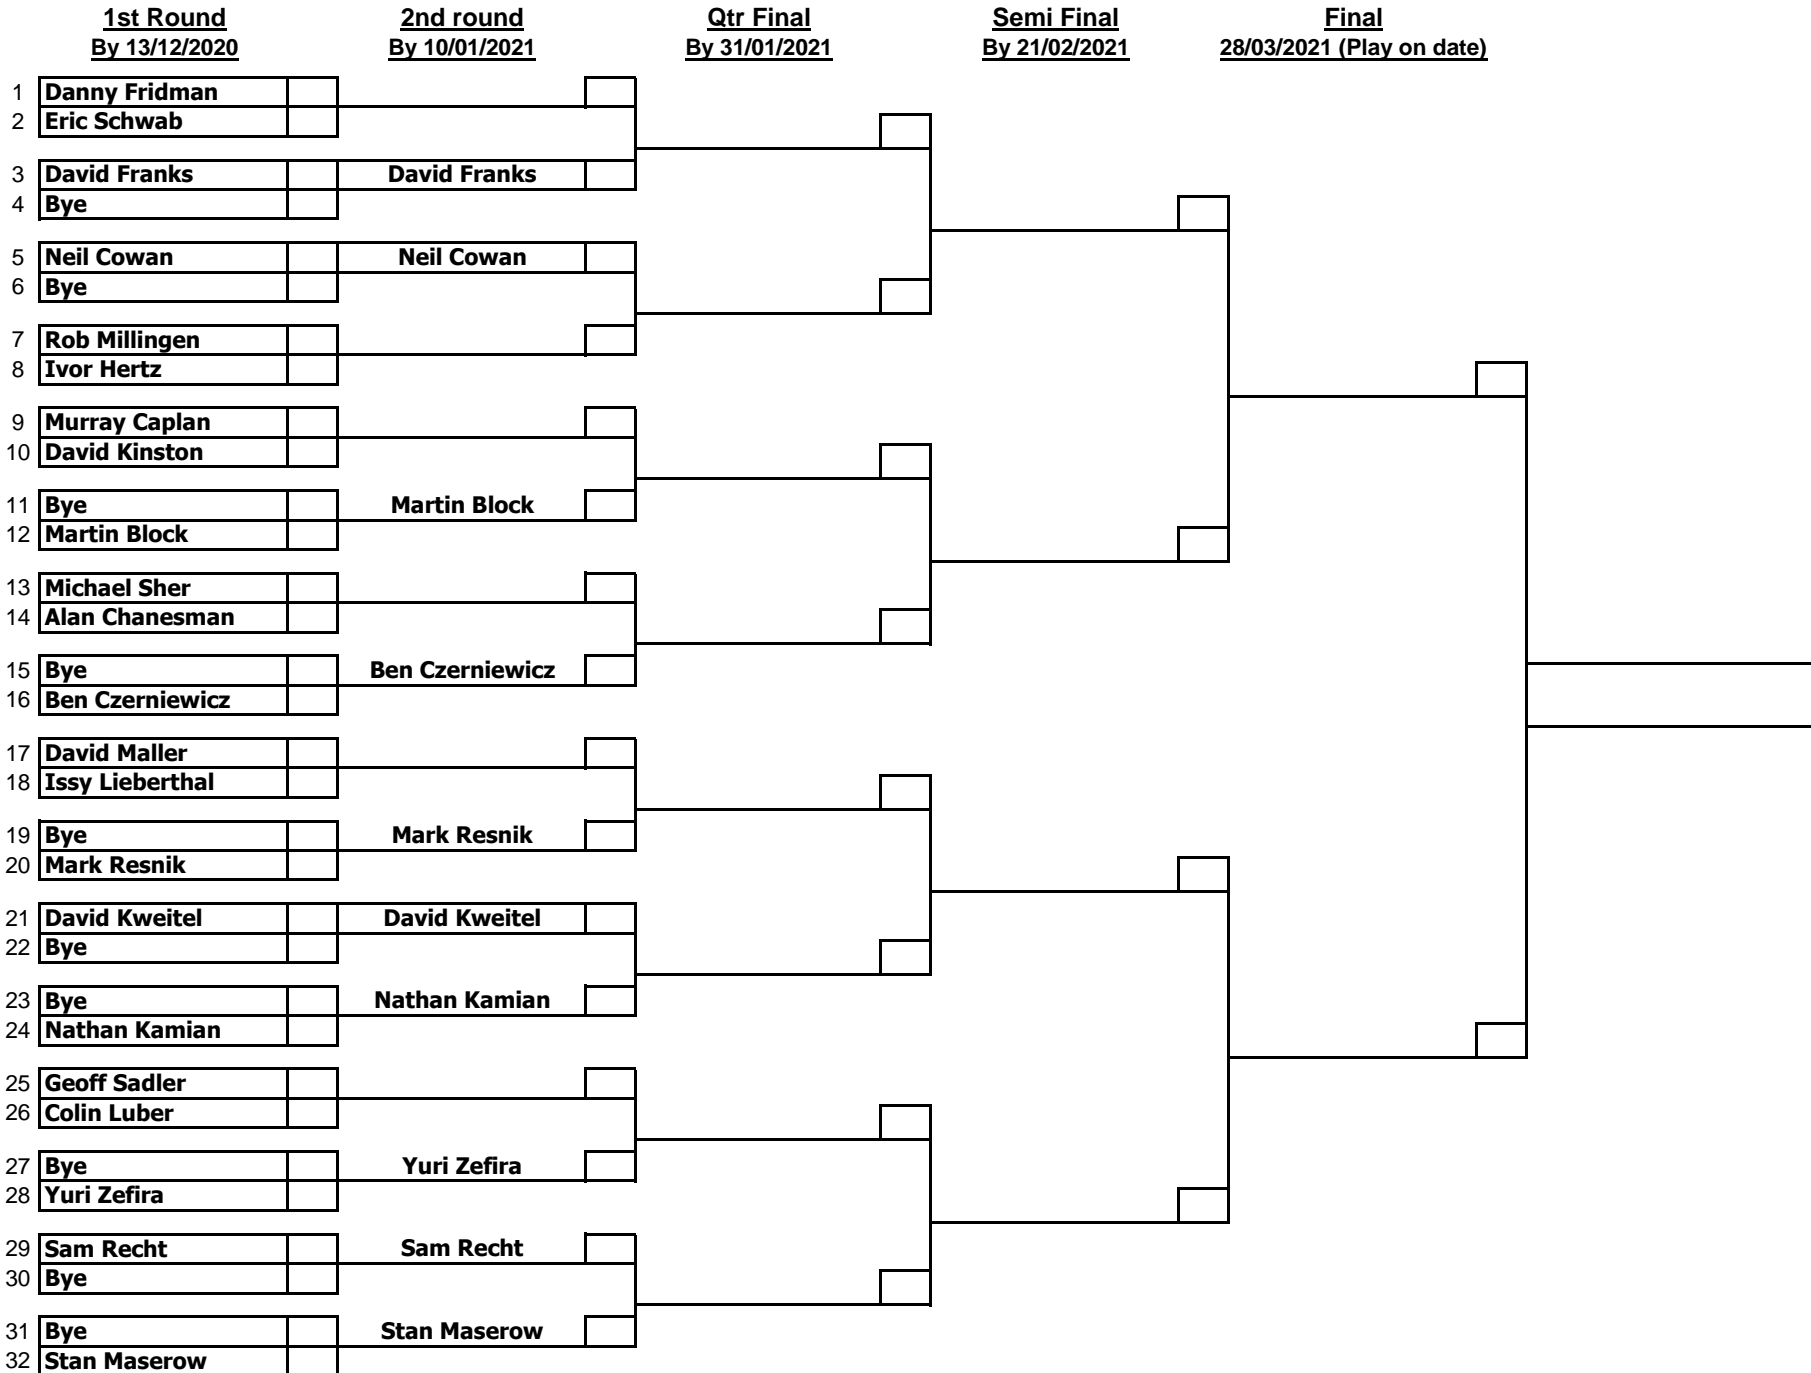 1st Round 2nd round Qtr Final Semi Final Final
By 13/12/2020 By 10/01/2021 By 31/01/2021 By 21/02/2021 28/03/2021 (Play on date)
1 Danny Fridman
2 Eric Schwab
3 David Franks David Franks
4 Bye
5 Neil Cowan Neil Cowan
6 Bye
7 Rob Millingen
8 Ivor Hertz
9 Murray Caplan
10 David Kinston
11 Bye Martin Block
12 Martin Block
13 Michael Sher
14 Alan Chanesman
15 Bye Ben Czerniewicz
16 Ben Czerniewicz
17 David Maller
18 Issy Lieberthal
19 Bye Mark Resnik
20 Mark Resnik
21 David Kweitel David Kweitel
22 Bye
23 Bye Nathan Kamian
24 Nathan Kamian
25 Geoff Sadler
26 Colin Luber
27 Bye Yuri Zefira
28 Yuri Zefira
29 Sam Recht Sam Recht
30 Bye
31 Bye Stan Maserow
32 Stan Maserow